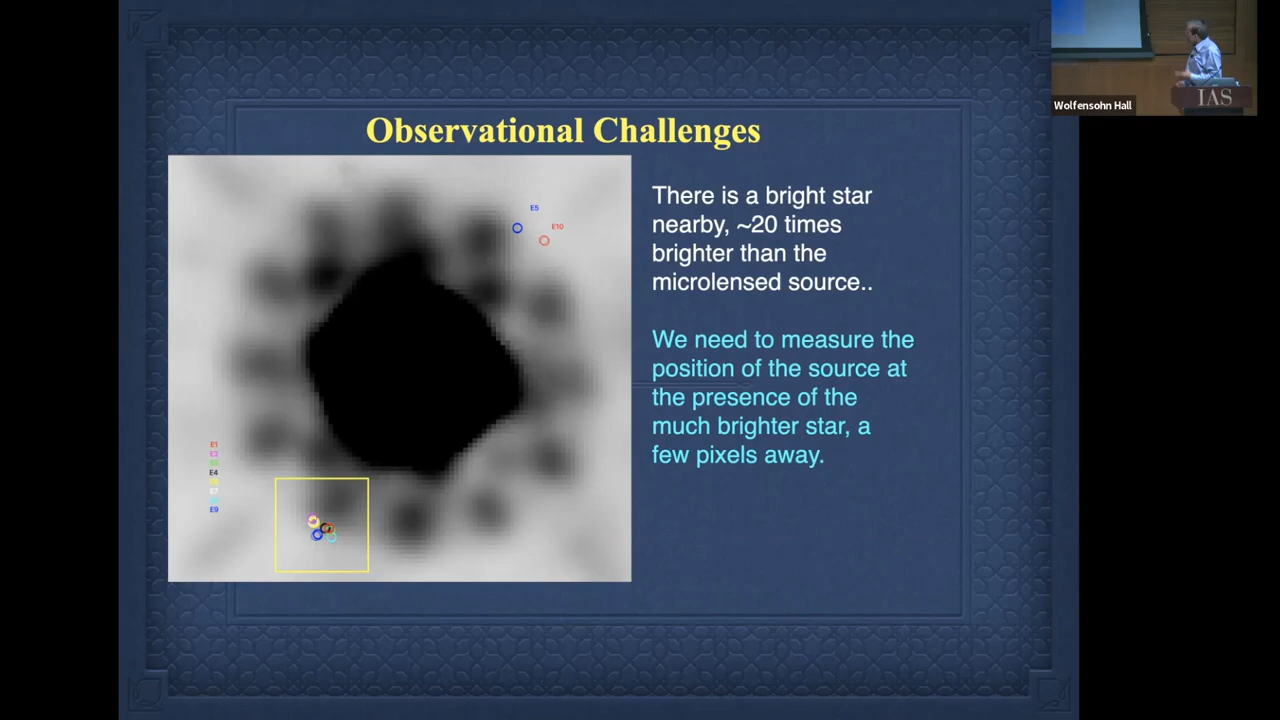 Wolfensohn Hall
IAS
Observational Challenges
E5
E10
There is a bright star
nearby, ~20 times
brighter than the
microlensed source..
We need to measure the
position of the source at
the presence of the
much brighter star, a
few pixels away.
E1
E2
E4
E7
E9